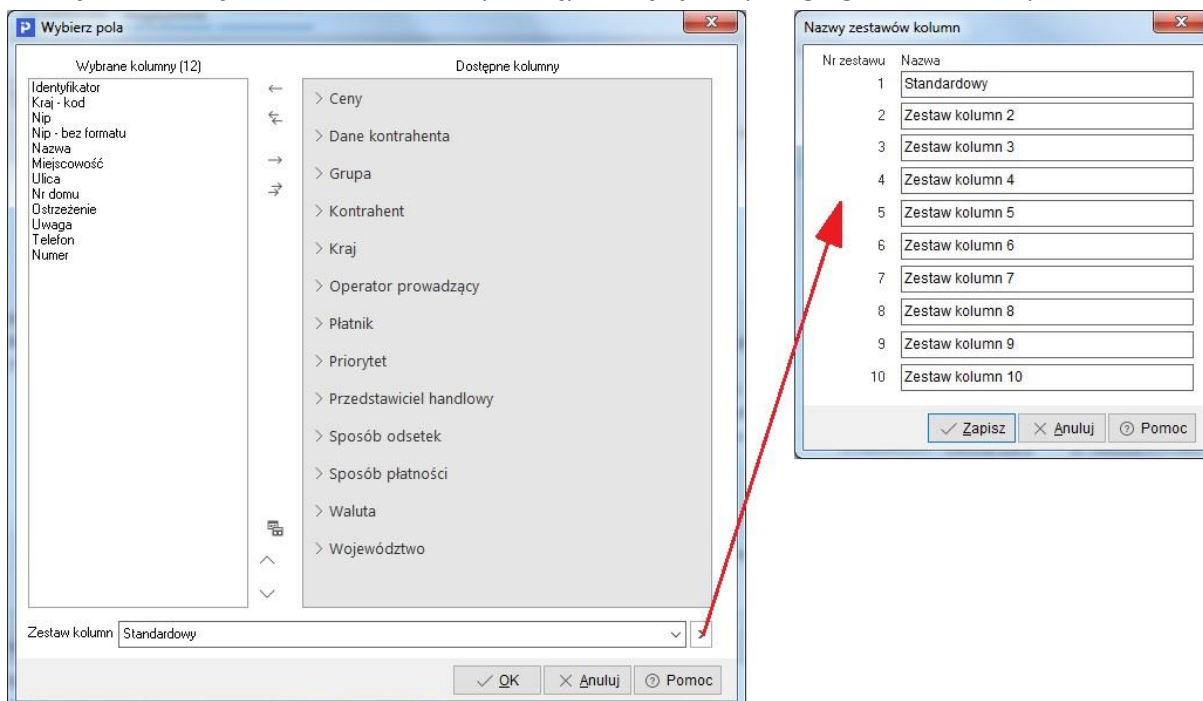 Wybierz pola
Wybrane kolumny (12)
Identyfikator
Kraj - kod
Nip
Nip - bez formatu
Nazwa
Miejscowość
Ulica
Nr domu
Ostrzeżenie
Uwaga
Telefon
Numer
Dostępne kolumny
Ceny
Dane kontrahenta
Grupa
Kontrahent
Kraj
Operator prowadzący
Płatnik
Priorytet
Przedstawiciel handlowy
Sposób odsetek
Sposób płatności
Waluta
Województwo
Zestaw kolumn Standardowy
OK Anuluj Pomoc
Nazwy zestawów kolumn
Nr zestawu Nazwa
1 Standardowy
2 Zestaw kolumn 2
3 Zestaw kolumn 3
4 Zestaw kolumn 4
5 Zestaw kolumn 5
6 Zestaw kolumn 6
7 Zestaw kolumn 7
8 Zestaw kolumn 8
9 Zestaw kolumn 9
10 Zestaw kolumn 10
Zapisz Anuluj Pomoc